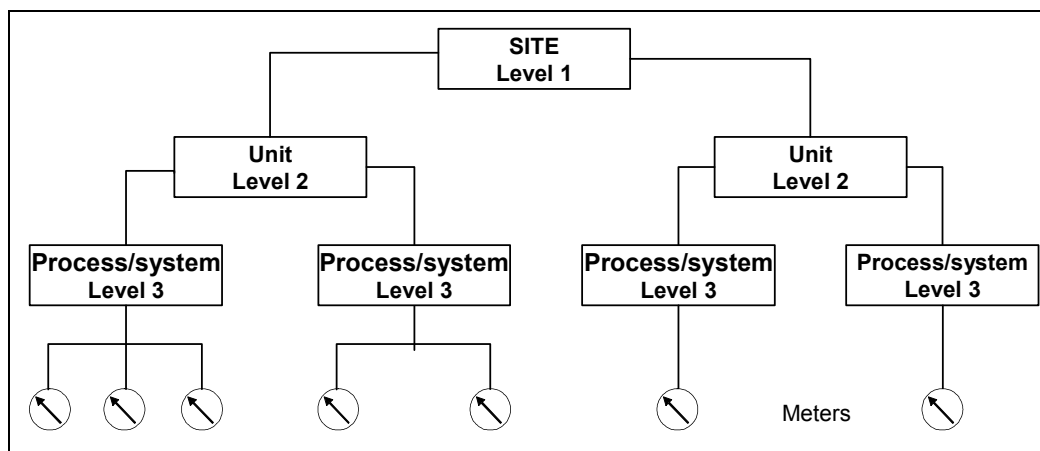 SITE
Level 1
Unit
Level 2
Unit
Level 2
Process/system
Level 3
Process/system
Level 3
Process/system
Level 3
Process/system
Level 3
Meters